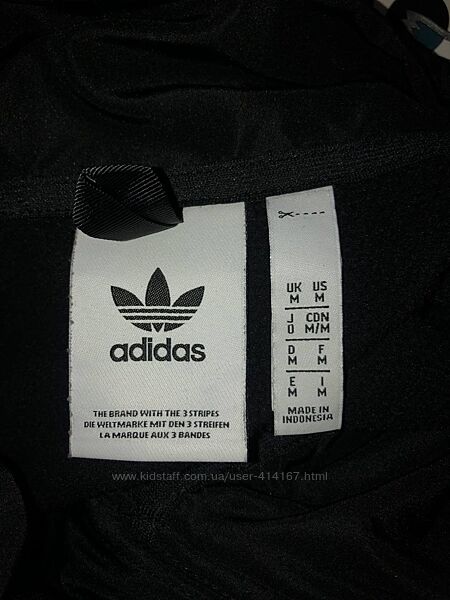 adidas
THE BRAND WITH THE 3 STRIPES
DIE WELTMARKE MIT DEN 3 STREIFEN
LA MARQUE AUX 3 BANDES
UK US
M M
J CDN
O M/M
D F
M M
E I
M M
MADE IN
INDONESIA
www.kidstaff.com.ua/user-414167.html